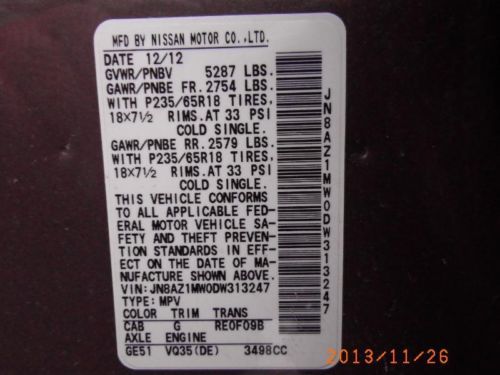 MFD BY NISSAN MOTOR CO.,LTD.
DATE 12/12
GVWR/PNBV 5287 LBS.
GAWR/PNBE FR. 2754 LBS.
WITH P235/65R18 TIRES,
18×7½ RIMS. AT 33 PSI
COLD SINGLE.
GAWR/PNBE RR. 2579 LBS.
WITH P235/65R18 TIRES,
18×7½ RIMS. AT 33 PSI
COLD SINGLE.
THIS VEHICLE CONFORMS
TO ALL APPLICABLE FED-
ERAL MOTOR VEHICLE SA-
FETY AND THEFT PREVEN-
TION STANDARDS IN EFF-
ECT ON THE DATE OF MA-
NUFACTURE SHOWN ABOVE.
VIN: JN8AZ1MW0DW313247
TYPE: MPV
COLOR TRIM TRANS
CAB G RE0F09B
AXLE ENGINE
GE51 VQ35(DE) 3498CC
JN8AZ1MW0DW313247
2013/11/26